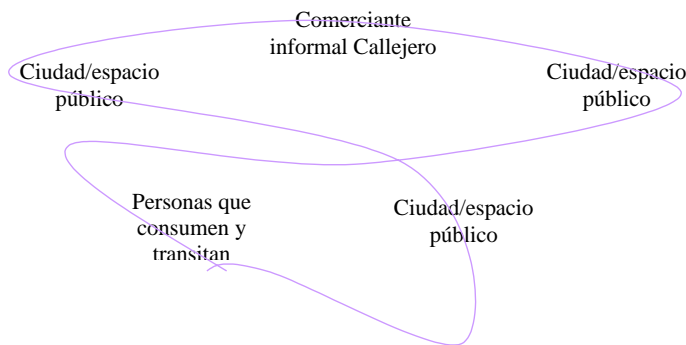 Comerciante
informal Callejero
Ciudad/espacio
público
Ciudad/espacio
público
Personas que
consumen y
transitan
Ciudad/espacio
público